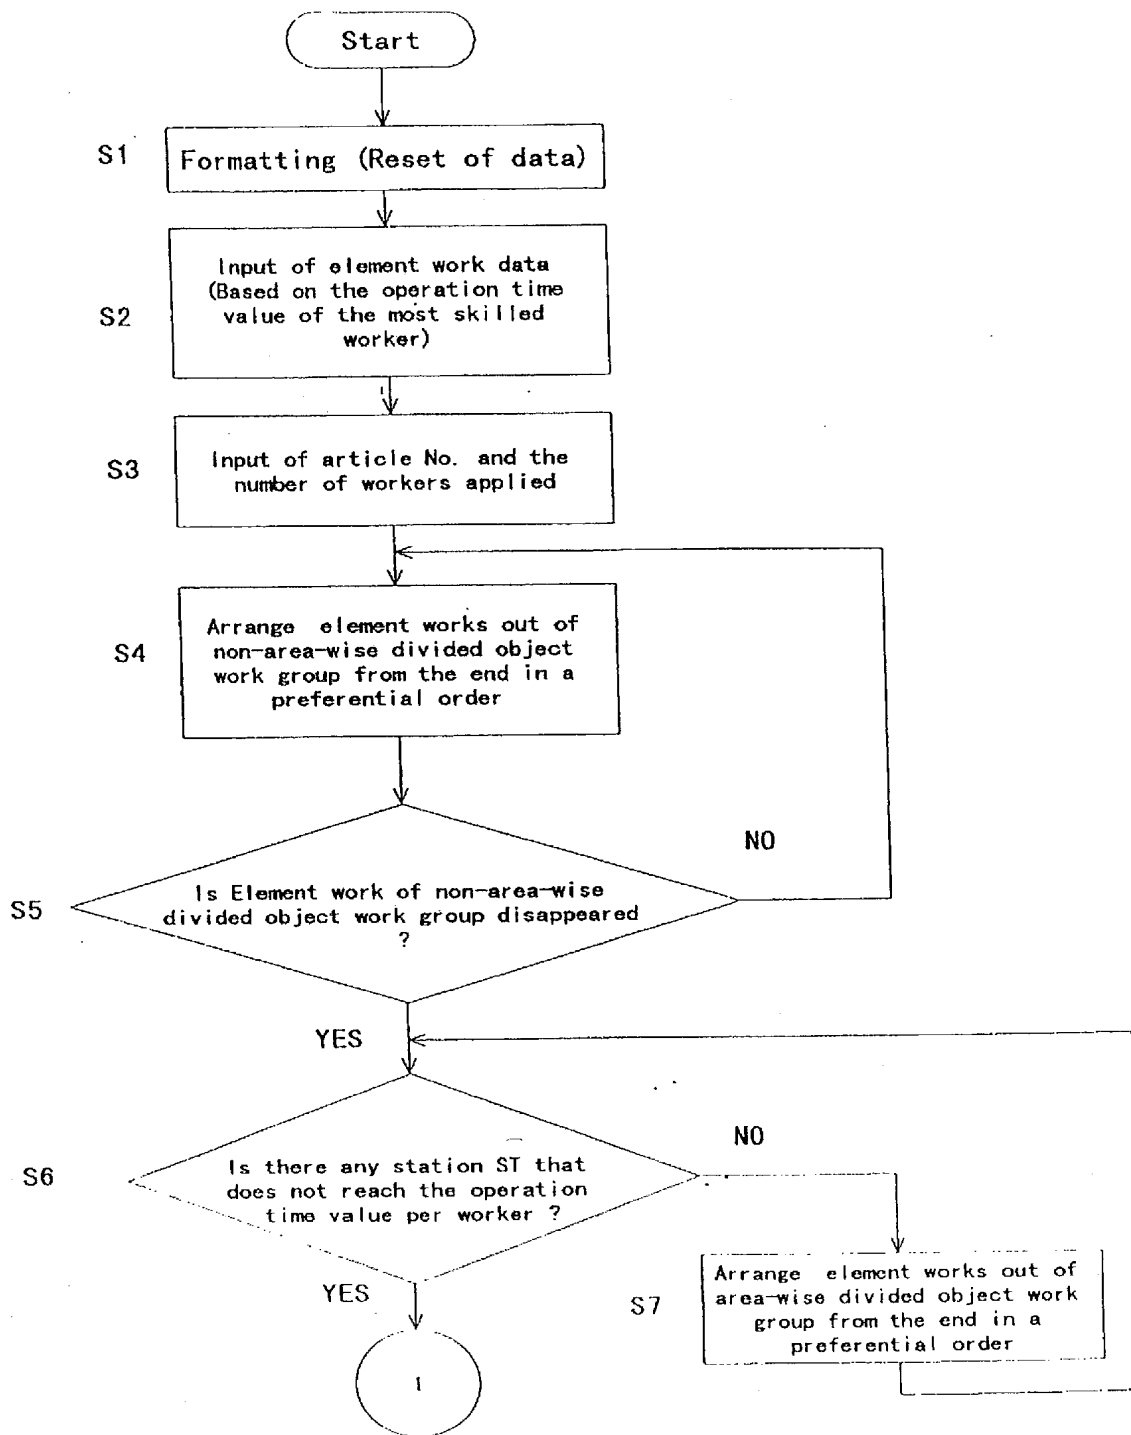 Start
S1
Formatting (Reset of data)
S2
Input of element work data
(Based on the operation time
value of the most skilled
worker)
S3
Input of article No. and the
number of workers applied
S4
Arrange element works out of
non-area-wise divided object
work group from the end in a
preferential order
NO
S5
Is Element work of non-area-wise
divided object work group disappeared
?
YES
NO
S6
Is there any station ST that
does not reach the operation
time value per worker ?
YES
S7
Arrange element works out of
area-wise divided object work
group from the end in a
preferential order
1